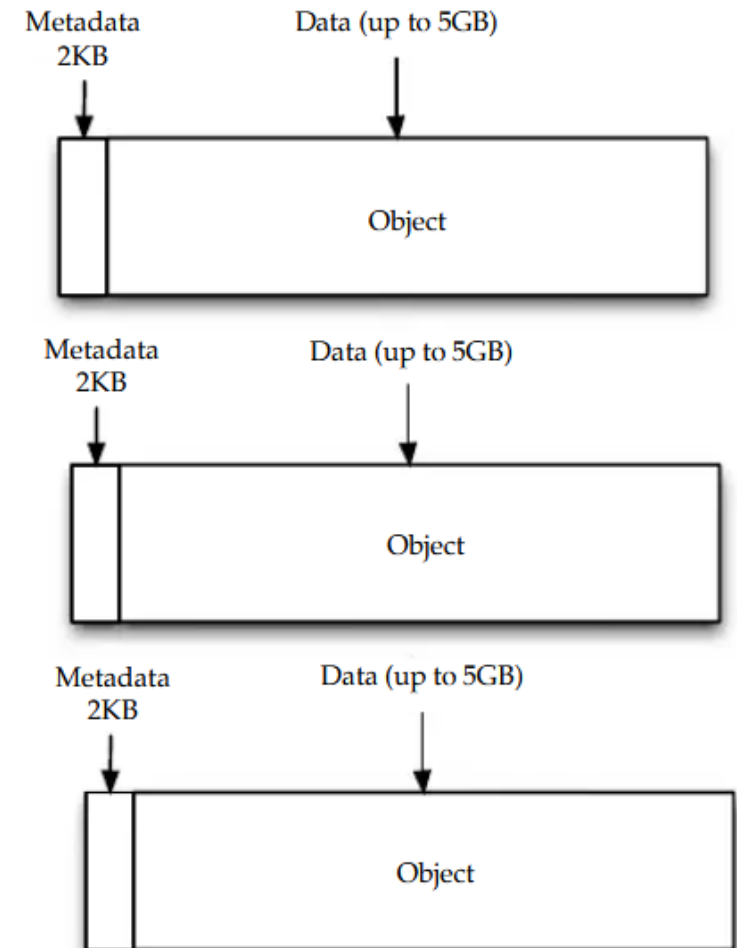 Metadata
2KB
Data (up to 5GB)
Object
Metadata
2KB
Data (up to 5GB)
Object
Metadata
2KB
Data (up to 5GB)
Object